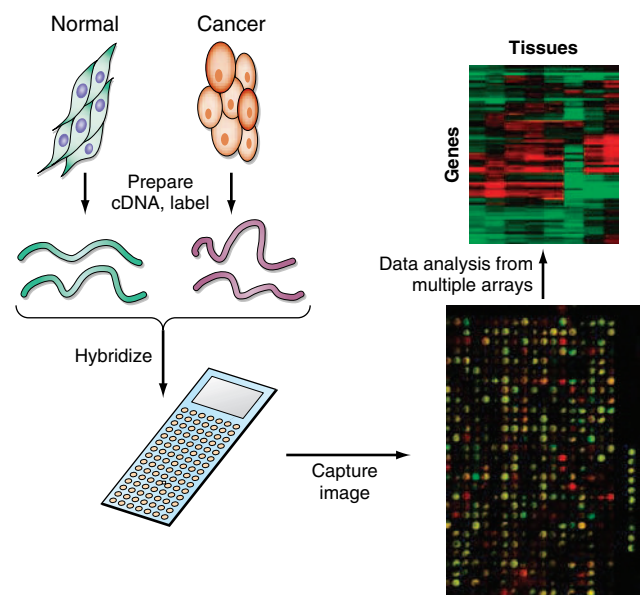 Normal
Cancer
Prepare
cDNA, label
Hybridize
Capture
image
Tissues
Genes
Data analysis from
multiple arrays